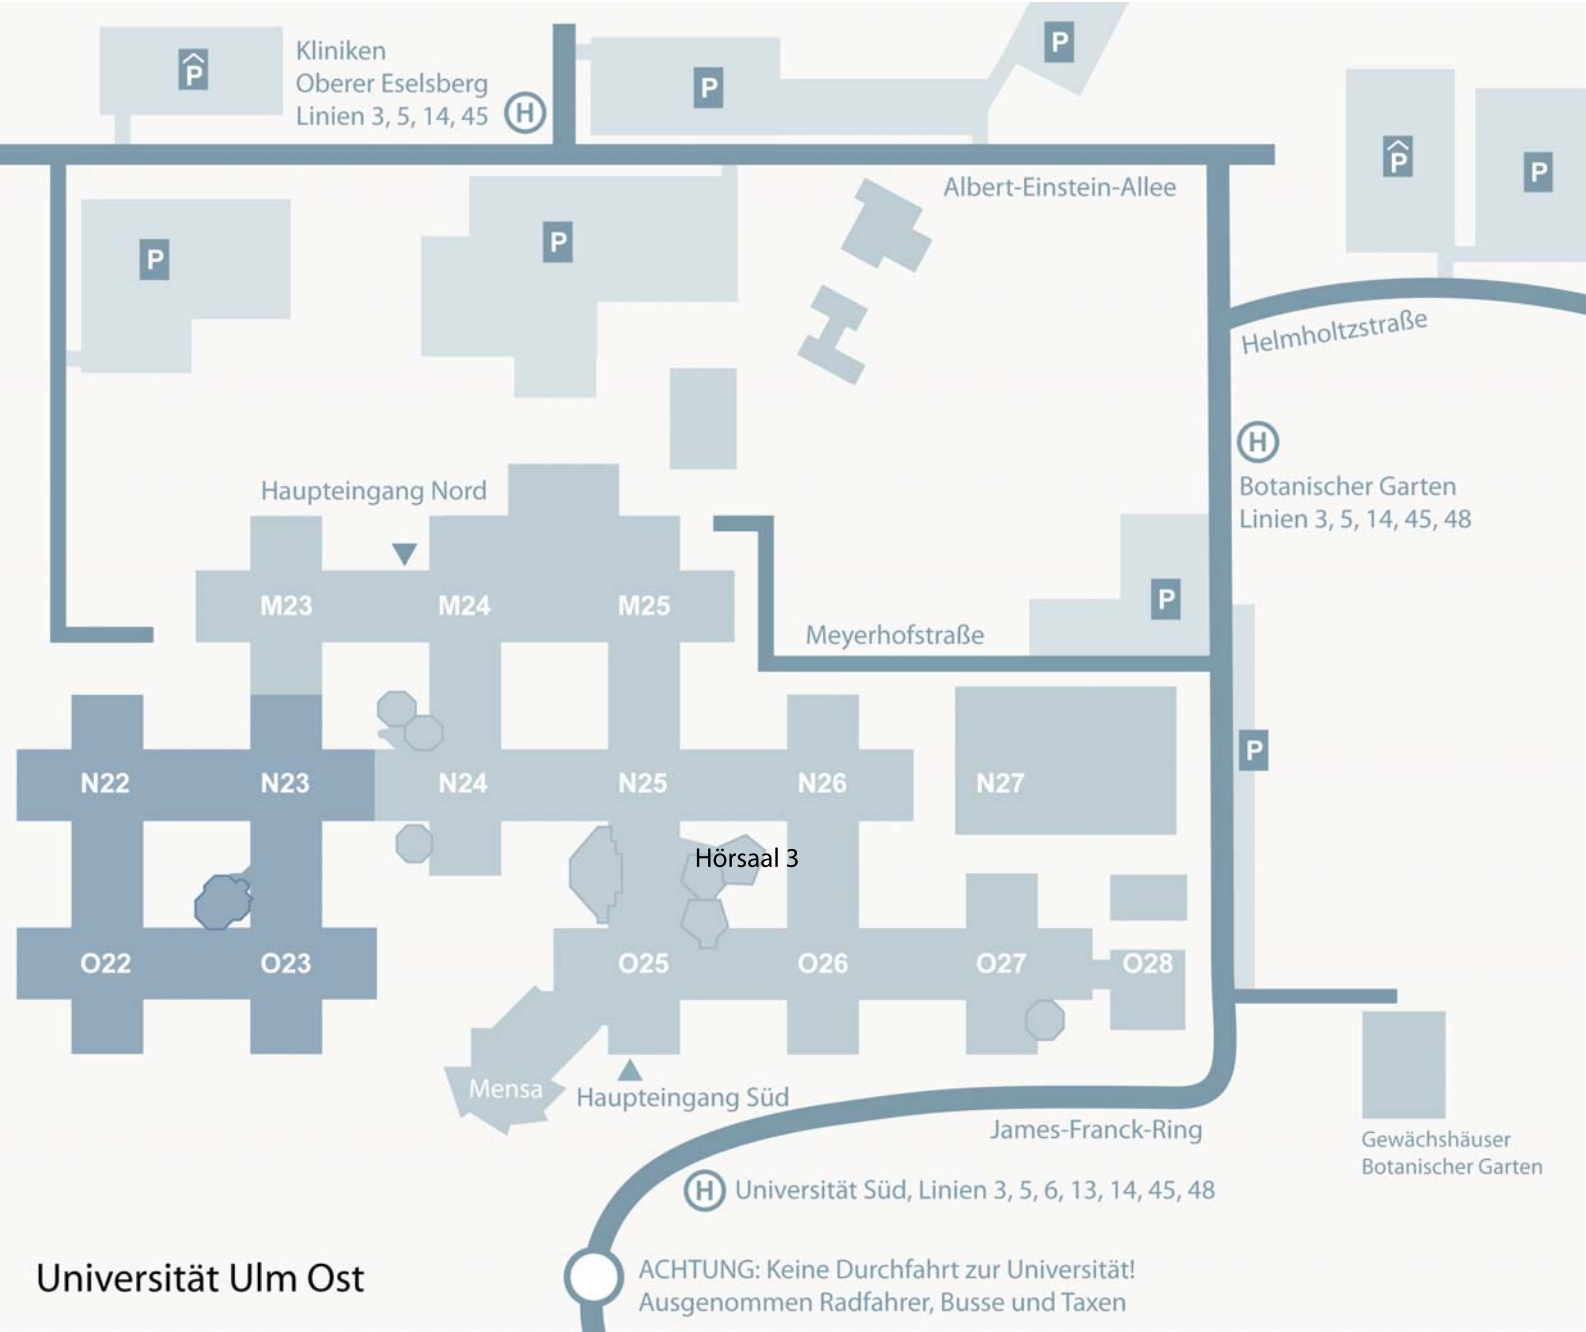 P
Kliniken
Oberer Eselsberg
Linien 3, 5, 14, 45
H
P
P
P
P
Albert-Einstein-Allee
P
P
Helmholtzstraße
H
Botanischer Garten
Linien 3, 5, 14, 45, 48
Haupteingang Nord
M23
M24
M25
P
Meyerhofstraße
P
N22
N23
N24
N25
N26
N27
Hörsaal 3
O22
O23
O25
O26
O27
O28
Mensa
Haupteingang Süd
James-Franck-Ring
Gewächshäuser
Botanischer Garten
H
Universität Süd, Linien 3, 5, 6, 13, 14, 45, 48
Universität Ulm Ost
ACHTUNG: Keine Durchfahrt zur Universität!
Ausgenommen Radfahrer, Busse und Taxen